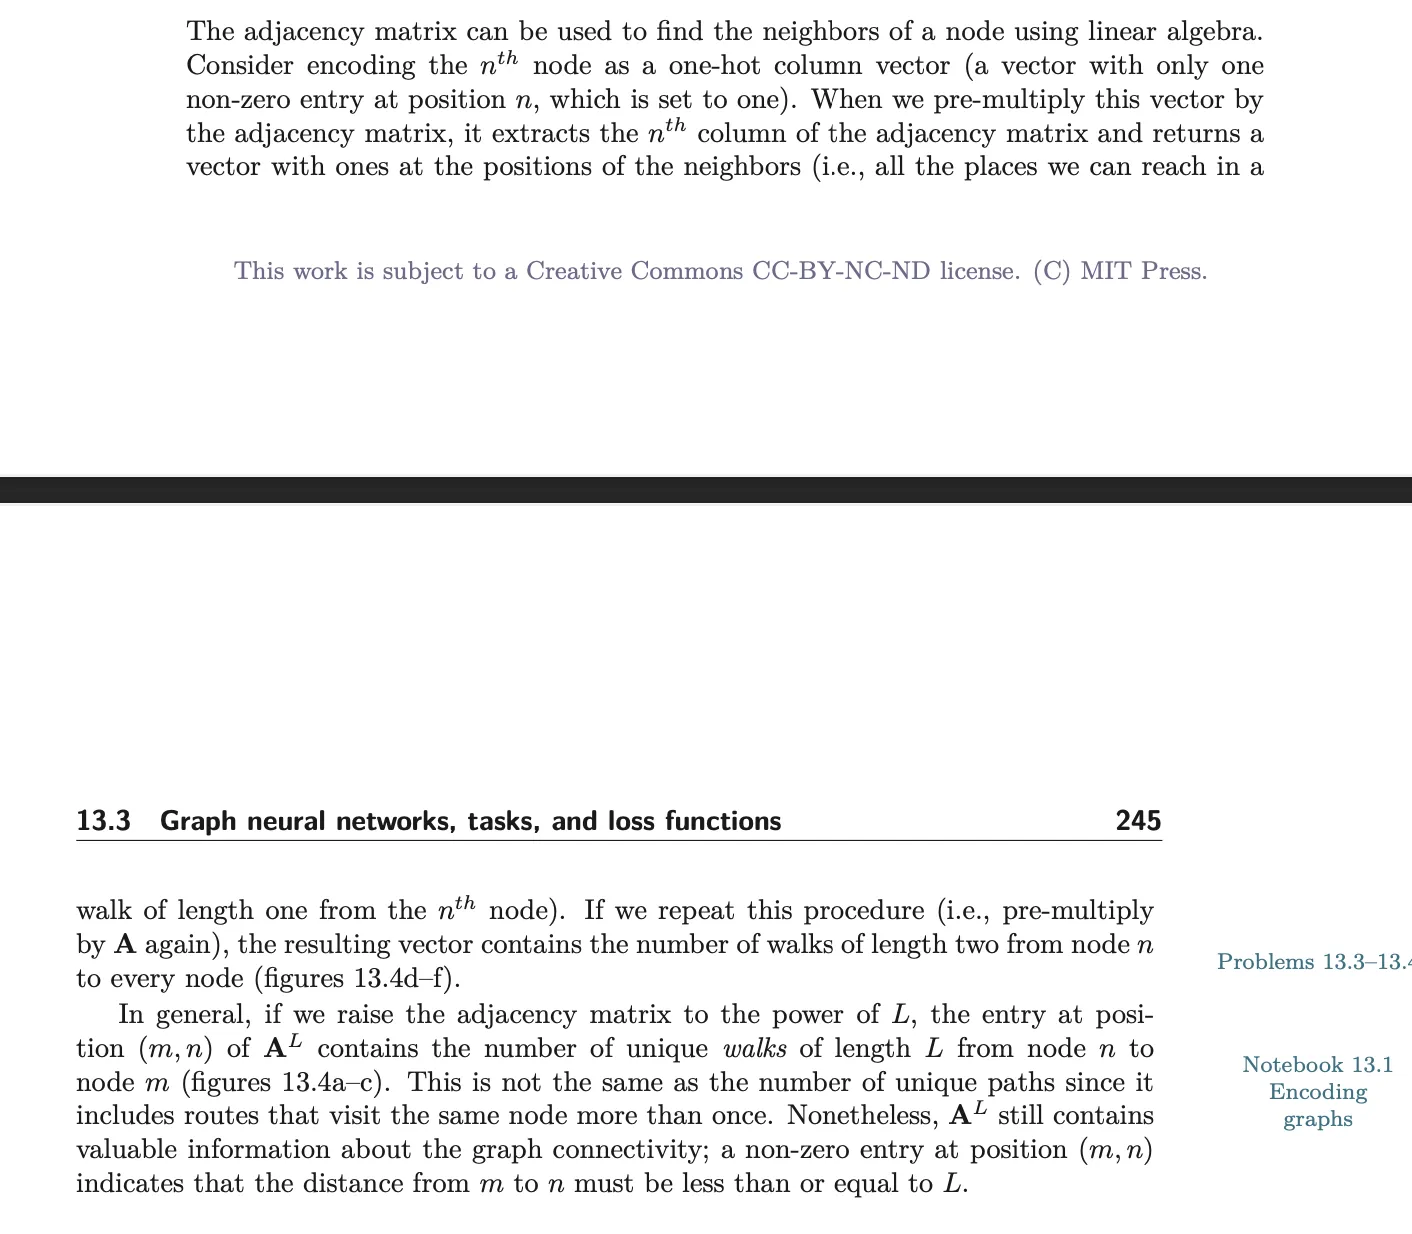 The adjacency matrix can be used to find the neighbors of a node using linear algebra.
Consider encoding the nth node as a one-hot column vector (a vector with only one
non-zero entry at position n, which is set to one). When we pre-multiply this vector by
the adjacency matrix, it extracts the nth column of the adjacency matrix and returns a
vector with ones at the positions of the neighbors (i.e., all the places we can reach in a
This work is subject to a Creative Commons CC-BY-NC-ND license. (C) MIT Press.
13.3 Graph neural networks, tasks, and loss functions 245
walk of length one from the nth node). If we repeat this procedure (i.e., pre-multiply
by A again), the resulting vector contains the number of walks of length two from node n
to every node (figures 13.4d–f).
Problems 13.3–13.4
In general, if we raise the adjacency matrix to the power of L, the entry at posi-
tion (m, n) of A^L contains the number of unique walks of length L from node n to
node m (figures 13.4a–c). This is not the same as the number of unique paths since it
includes routes that visit the same node more than once. Nonetheless, A^L still contains
valuable information about the graph connectivity; a non-zero entry at position (m, n)
indicates that the distance from m to n must be less than or equal to L.
Notebook 13.1
Encoding
graphs